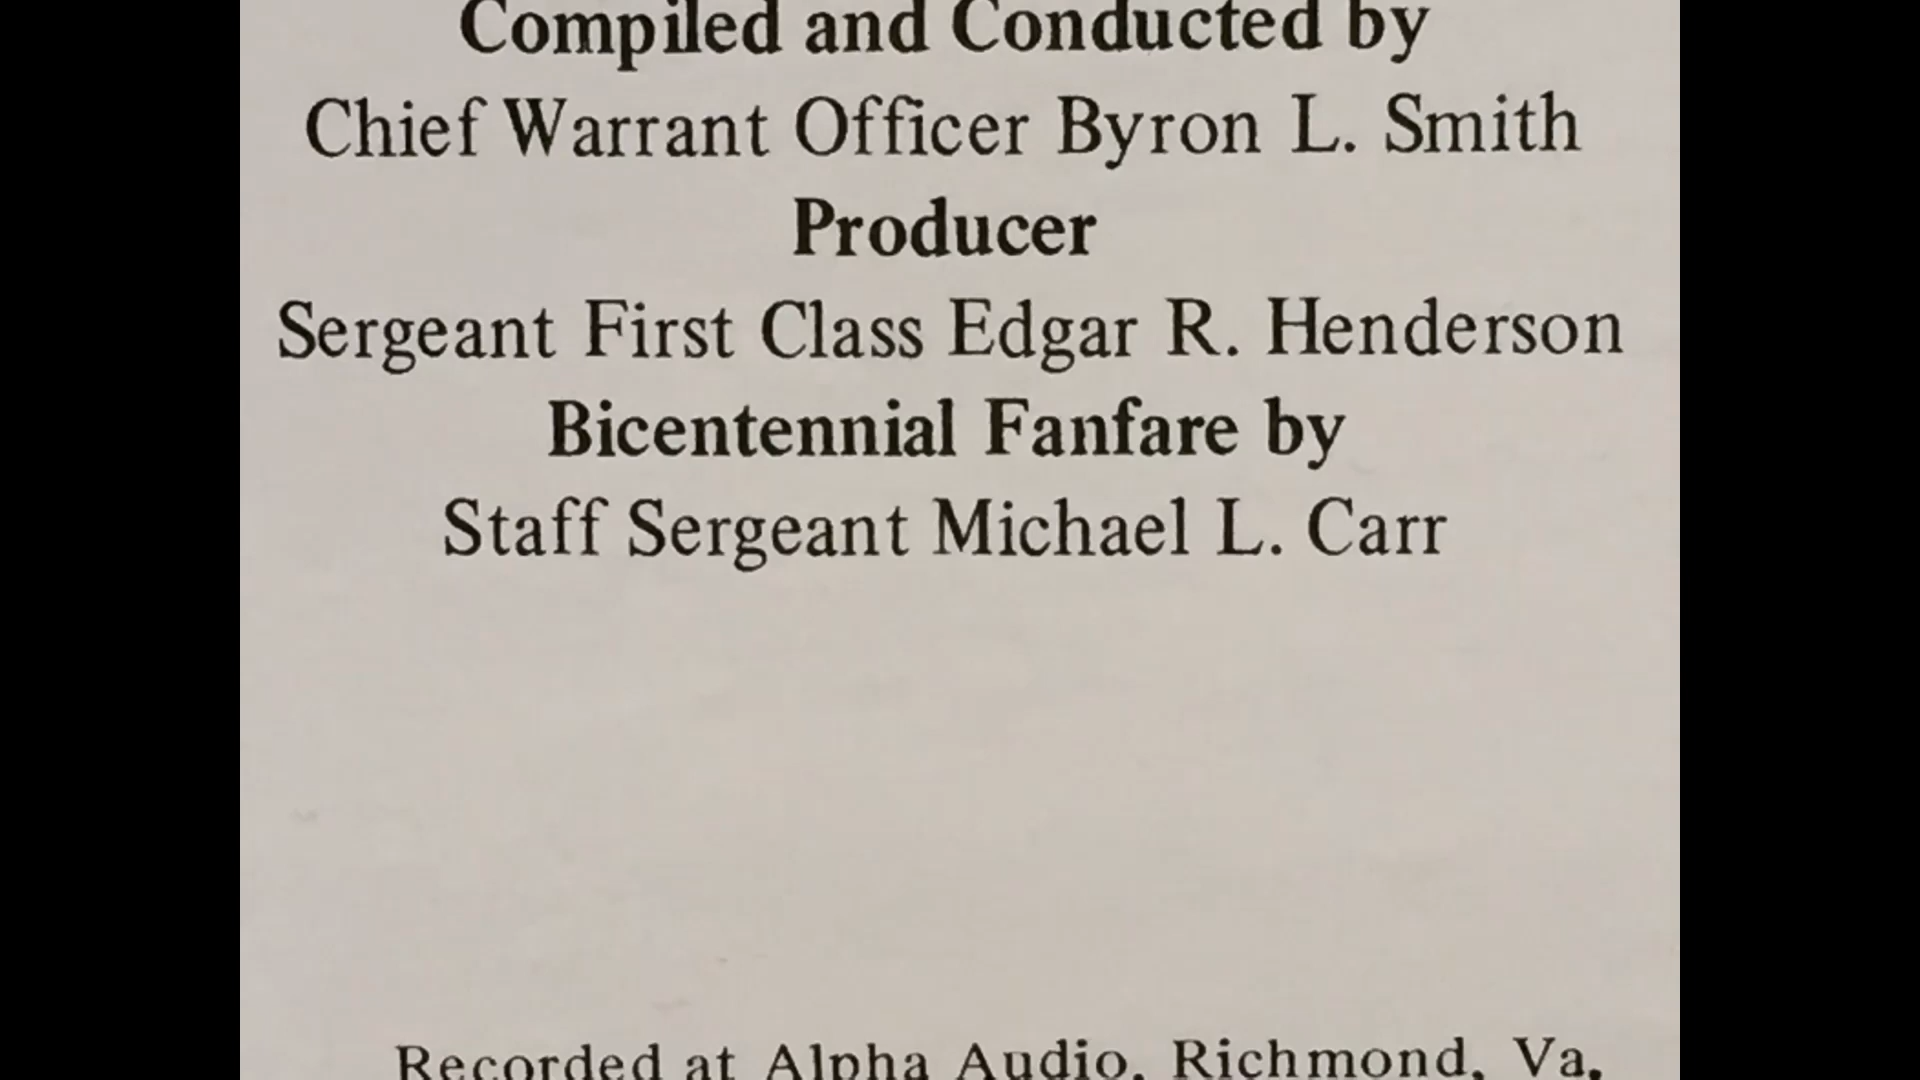 Compiled and Conducted by
Chief Warrant Officer Byron L. Smith
Producer
Sergeant First Class Edgar R. Henderson
Bicentennial Fanfare by
Staff Sergeant Michael L. Carr
Recorded at Alpha Audio, Richmond, Va.